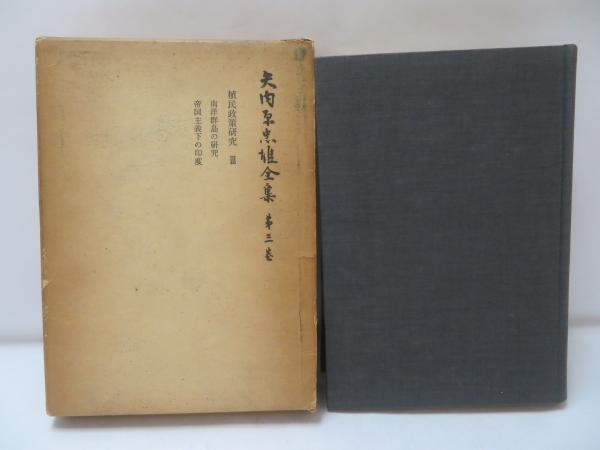 矢内原忠雄全集 第三巻
植民政策研究 Ⅲ
南洋群島の研究
帝国主義下の印度